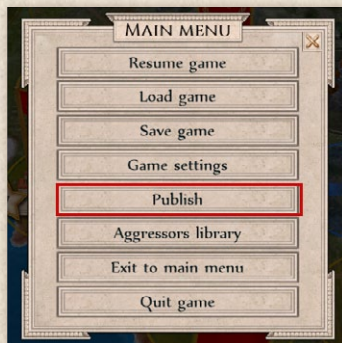 Main menu
Resume game
Load game
Save game
Game settings
Publish
Aggressors library
Exit to main menu
Quit game